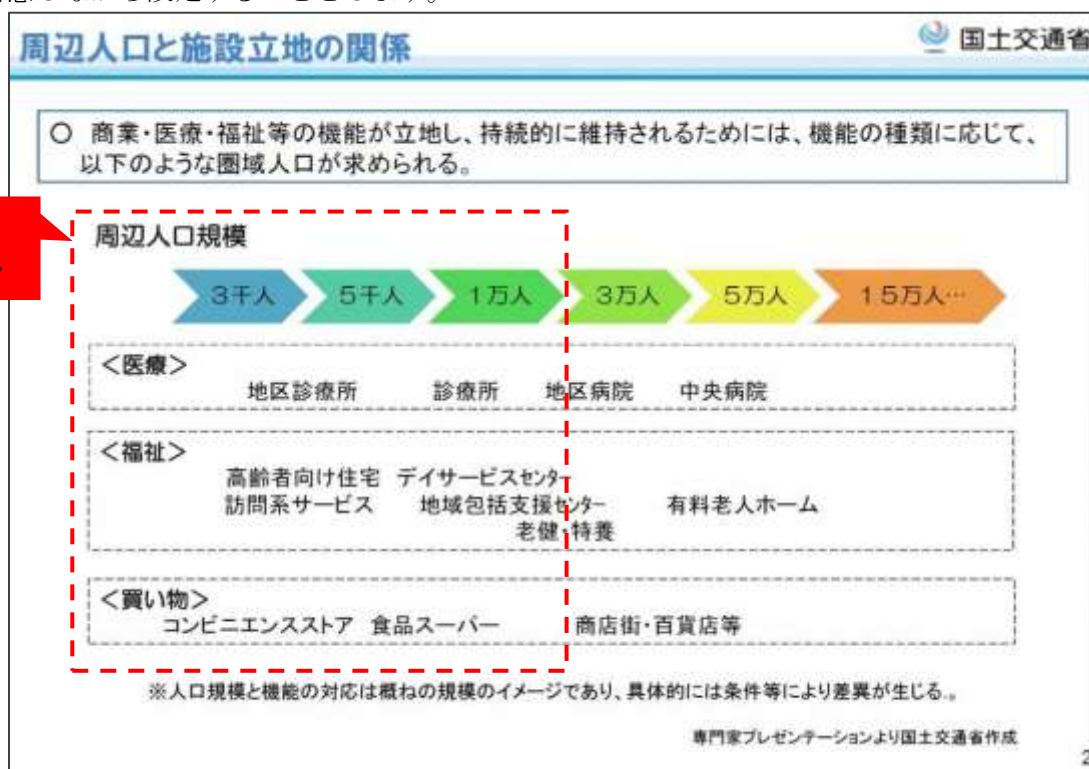 周辺人口と施設立地の関係
国土交通省
○ 商業・医療・福祉等の機能が立地し、持続的に維持されるためには、機能の種類に応じて、
以下のような圏域人口が求められる。
周辺人口規模
3千人 5千人 1万人 3万人 5万人 15万人…
<医療>
地区診療所 診療所 地区病院 中央病院
<福祉>
高齢者向け住宅 デイサービスセンター
訪問系サービス 地域包括支援センター 有料老人ホーム
老健・特養
<買い物>
コンビニエンスストア 食品スーパー 商店街・百貨店等
※人口規模と機能の対応は概ねの規模のイメージであり、具体的には条件等により差異が生じる。
専門家プレゼンテーションより国土交通省作成
2